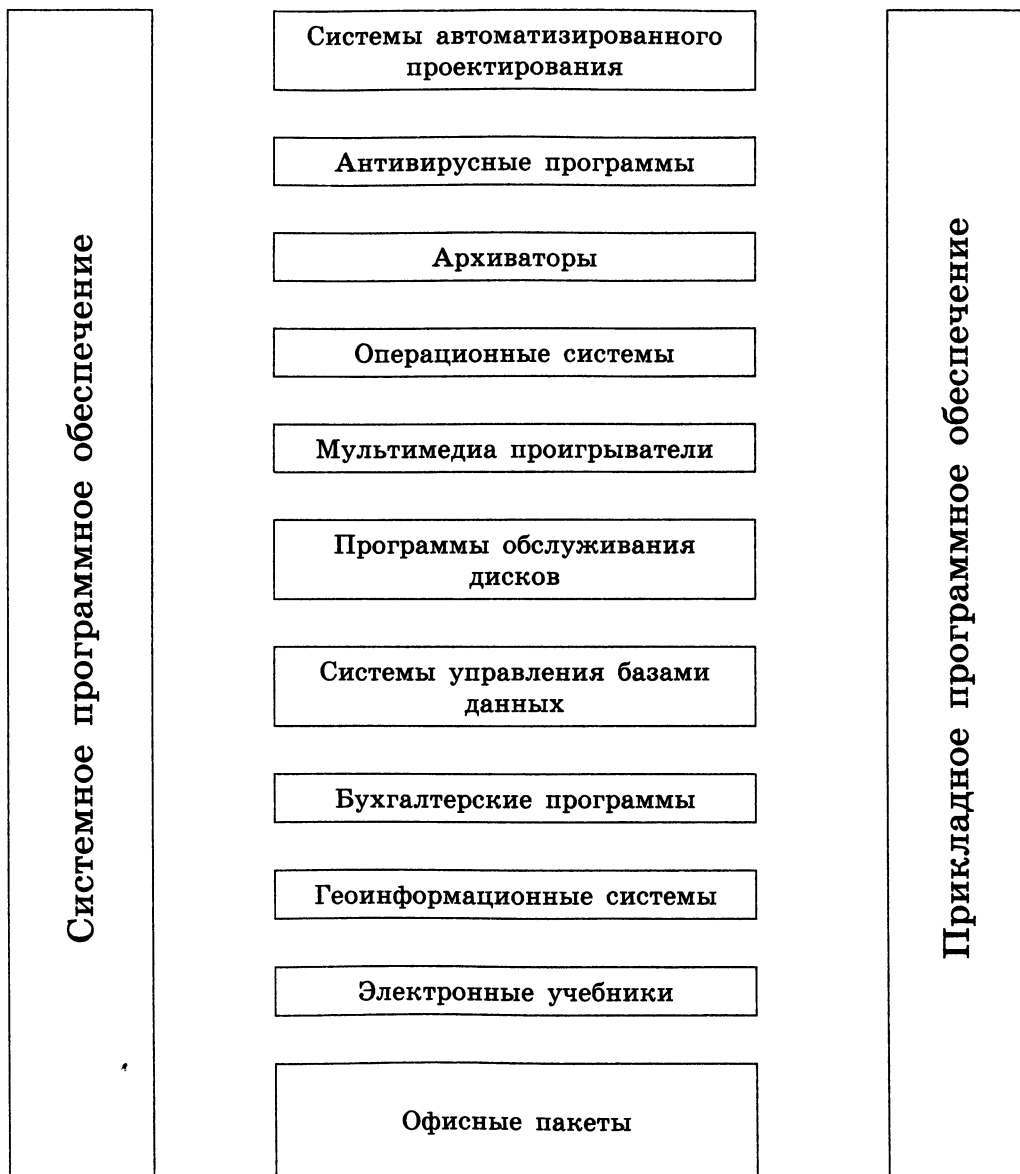 Системное программное обеспечение
Системы автоматизированного
проектирования
Антивирусные программы
Архиваторы
Операционные системы
Мультимедиа проигрыватели
Программы обслуживания
дисков
Системы управления базами
данных
Бухгалтерские программы
Геоинформационные системы
Электронные учебники
Офисные пакеты
Прикладное программное обеспечение